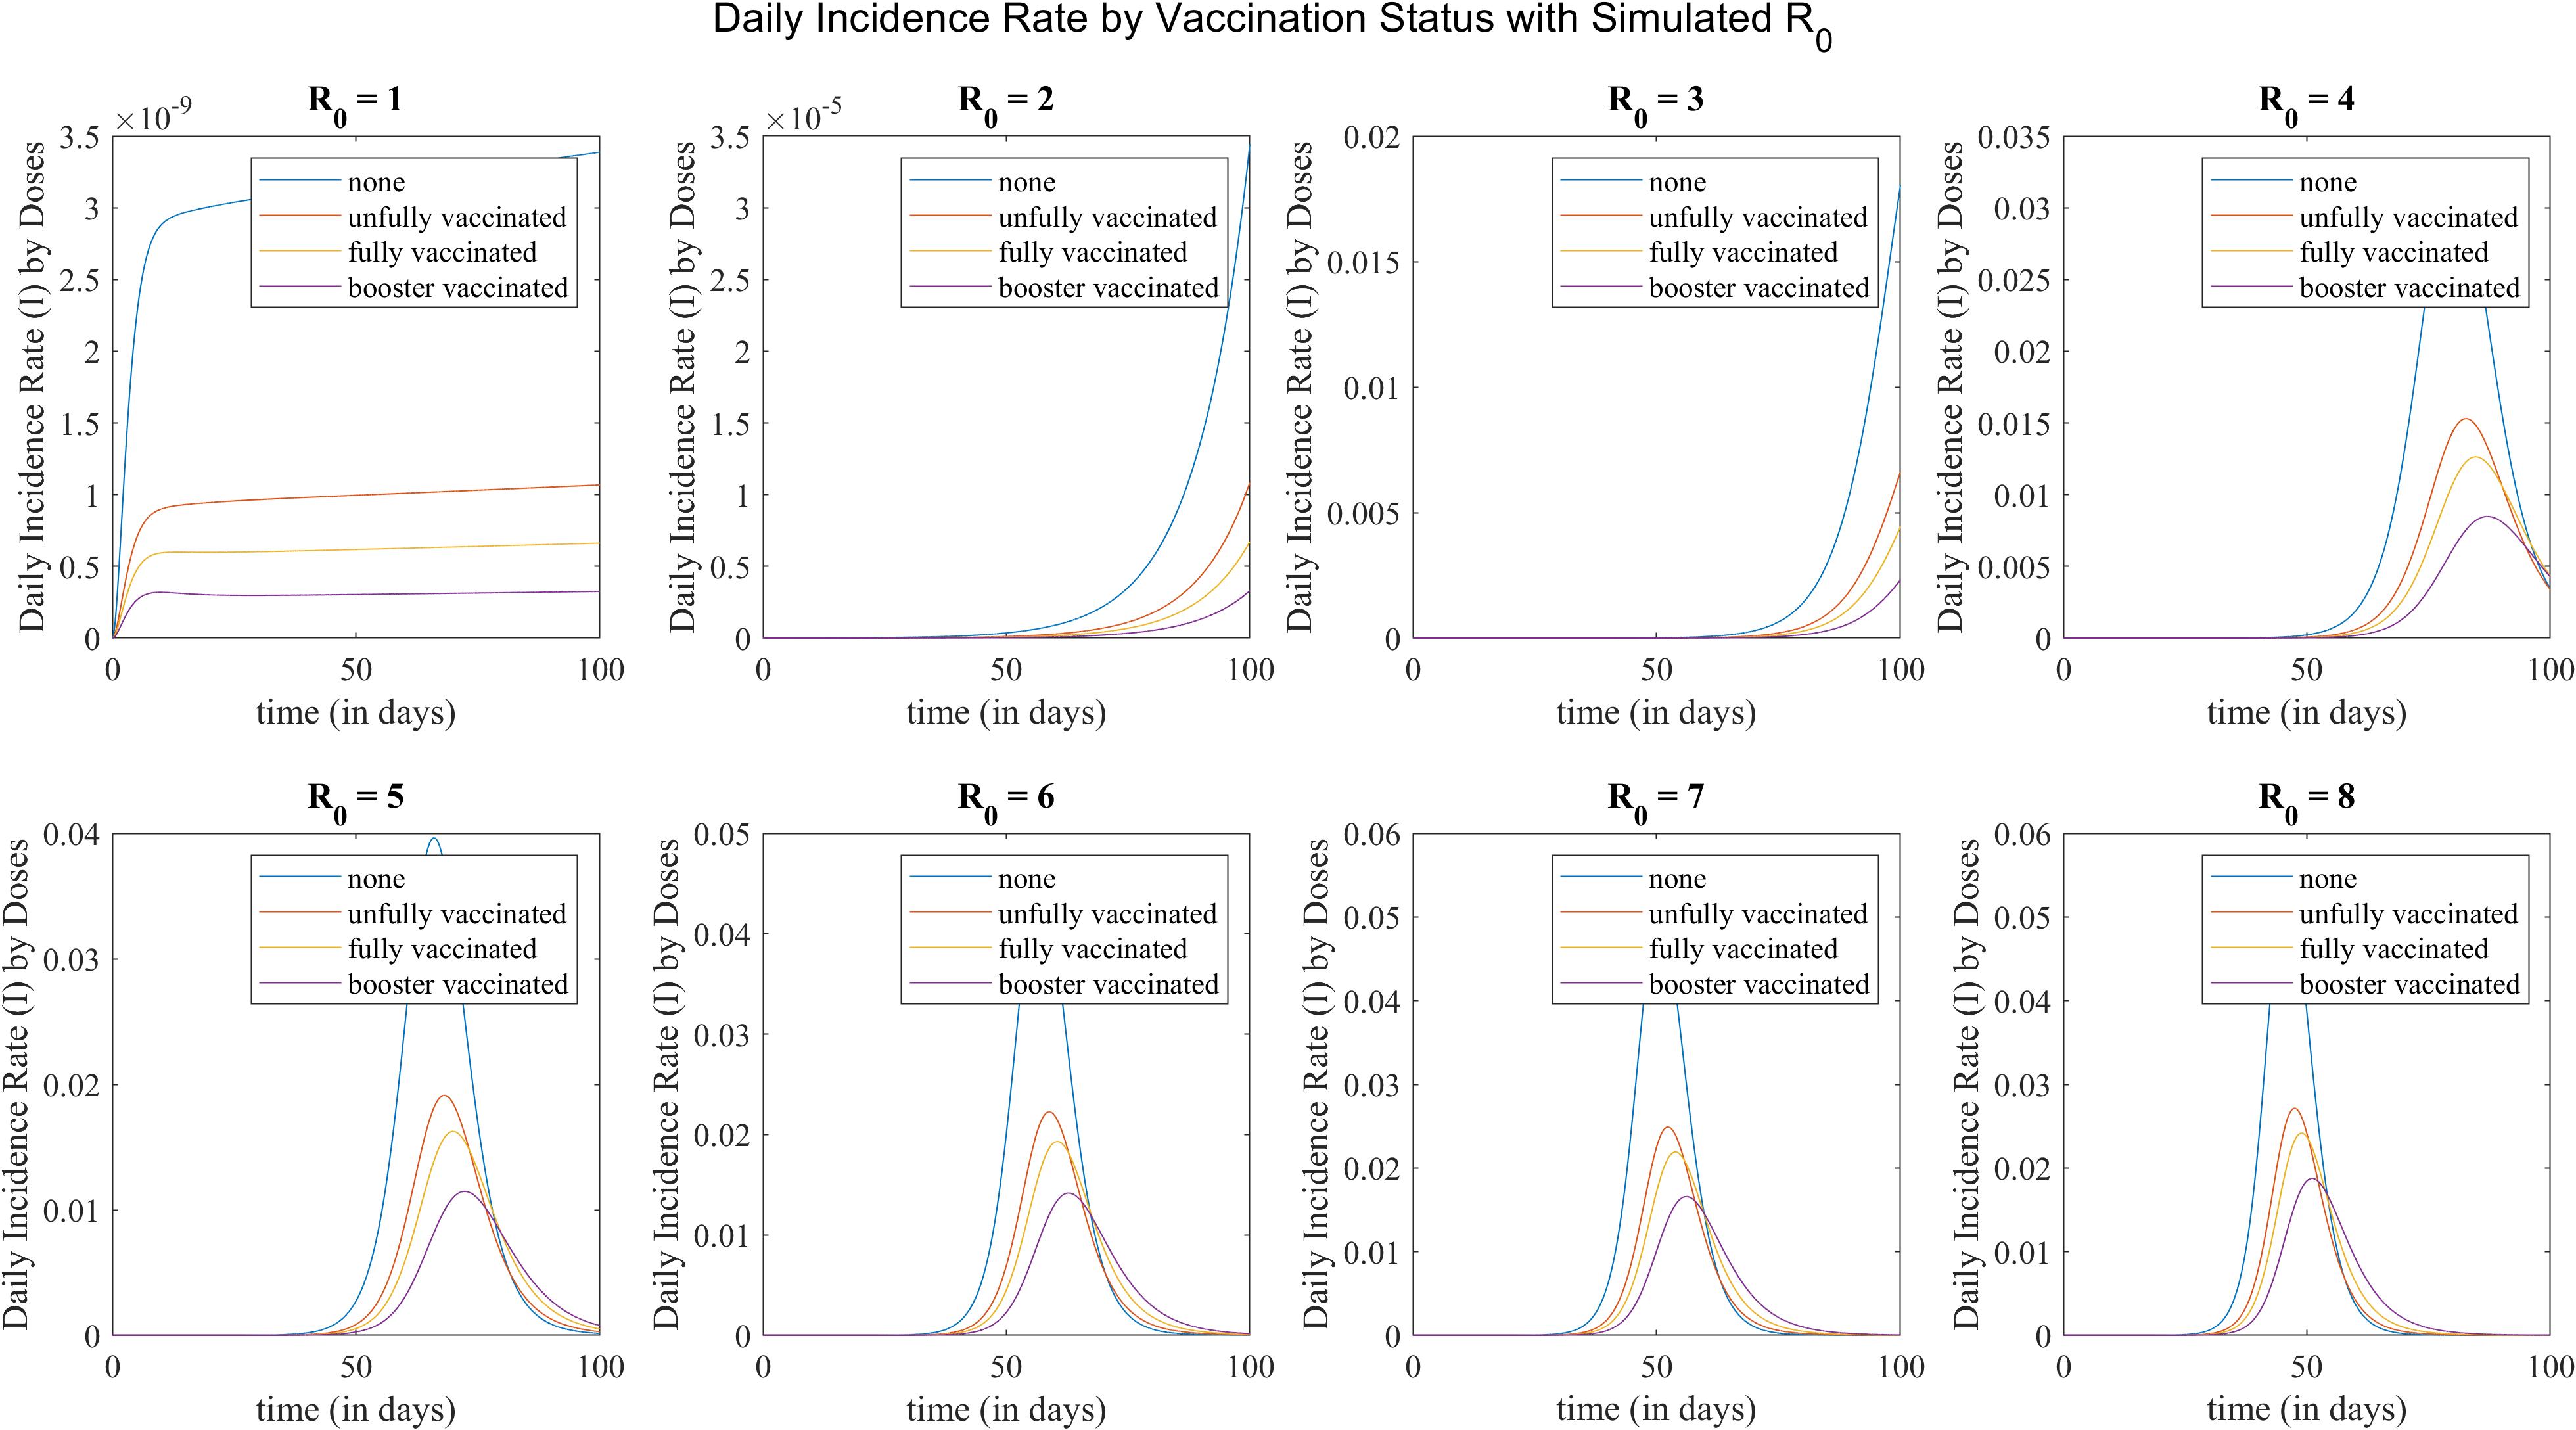 Daily Incidence Rate by Vaccination Status with Simulated R0
R0 = 1
×10-9
3.5
3
2.5
2
1.5
1
0.5
0
Daily Incidence Rate (I) by Doses
none
unfully vaccinated
fully vaccinated
booster vaccinated
0 50 100
time (in days)
R0 = 2
×10-5
3.5
3
2.5
2
1.5
1
0.5
0
Daily Incidence Rate (I) by Doses
none
unfully vaccinated
fully vaccinated
booster vaccinated
0 50 100
time (in days)
R0 = 3
0.02
0.015
0.01
0.005
0
Daily Incidence Rate (I) by Doses
none
unfully vaccinated
fully vaccinated
booster vaccinated
0 50 100
time (in days)
R0 = 4
0.035
0.03
0.025
0.02
0.015
0.01
0.005
0
Daily Incidence Rate (I) by Doses
none
unfully vaccinated
fully vaccinated
booster vaccinated
0 50 100
time (in days)
R0 = 5
0.04
0.03
0.02
0.01
0
Daily Incidence Rate (I) by Doses
none
unfully vaccinated
fully vaccinated
booster vaccinated
0 50 100
time (in days)
R0 = 6
0.05
0.04
0.03
0.02
0.01
0
Daily Incidence Rate (I) by Doses
none
unfully vaccinated
fully vaccinated
booster vaccinated
0 50 100
time (in days)
R0 = 7
0.06
0.05
0.04
0.03
0.02
0.01
0
Daily Incidence Rate (I) by Doses
none
unfully vaccinated
fully vaccinated
booster vaccinated
0 50 100
time (in days)
R0 = 8
0.06
0.05
0.04
0.03
0.02
0.01
0
Daily Incidence Rate (I) by Doses
none
unfully vaccinated
fully vaccinated
booster vaccinated
0 50 100
time (in days)